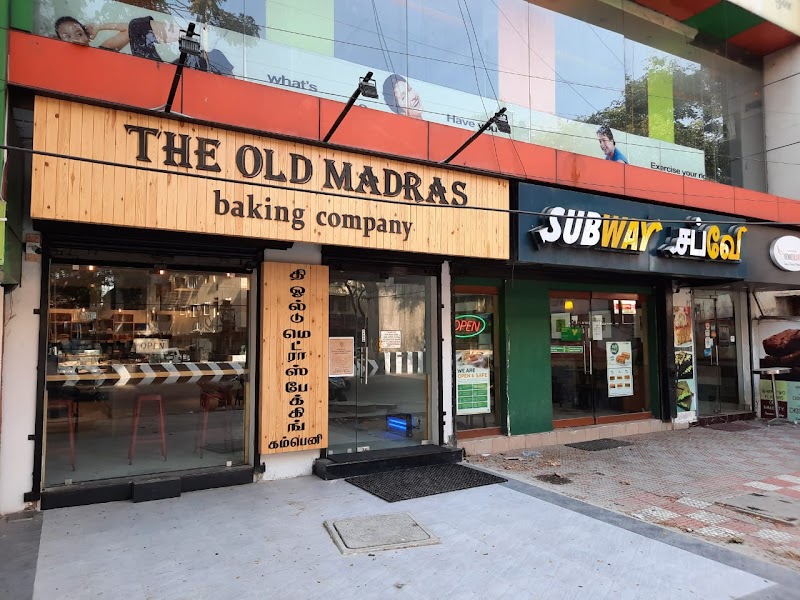 what's
Have you
Exercise your
THE OLD MADRAS
baking company
SUBWAY சப்வே
தி ஓல்டு மெட்ராஸ் பேக்கிங்
கம்பெனி
OPEN
OPEN
WE ARE
OPEN & SAFE